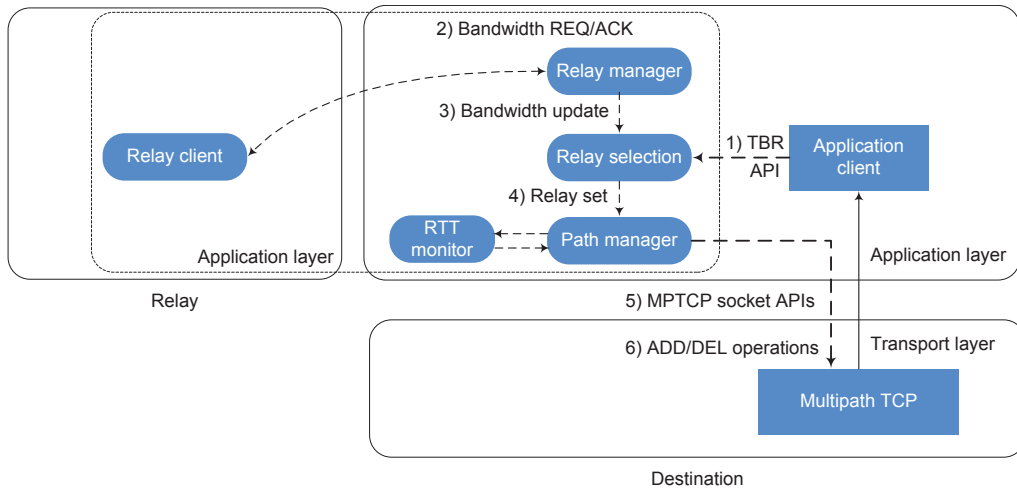 2) Bandwidth REQ/ACK
Relay manager
3) Bandwidth update
Relay client
Relay selection
1) TBR
API
Application
client
4) Relay set
RTT
monitor
Path manager
Application layer
Application layer
Relay
5) MPTCP socket APIs
6) ADD/DEL operations
Transport layer
Multipath TCP
Destination